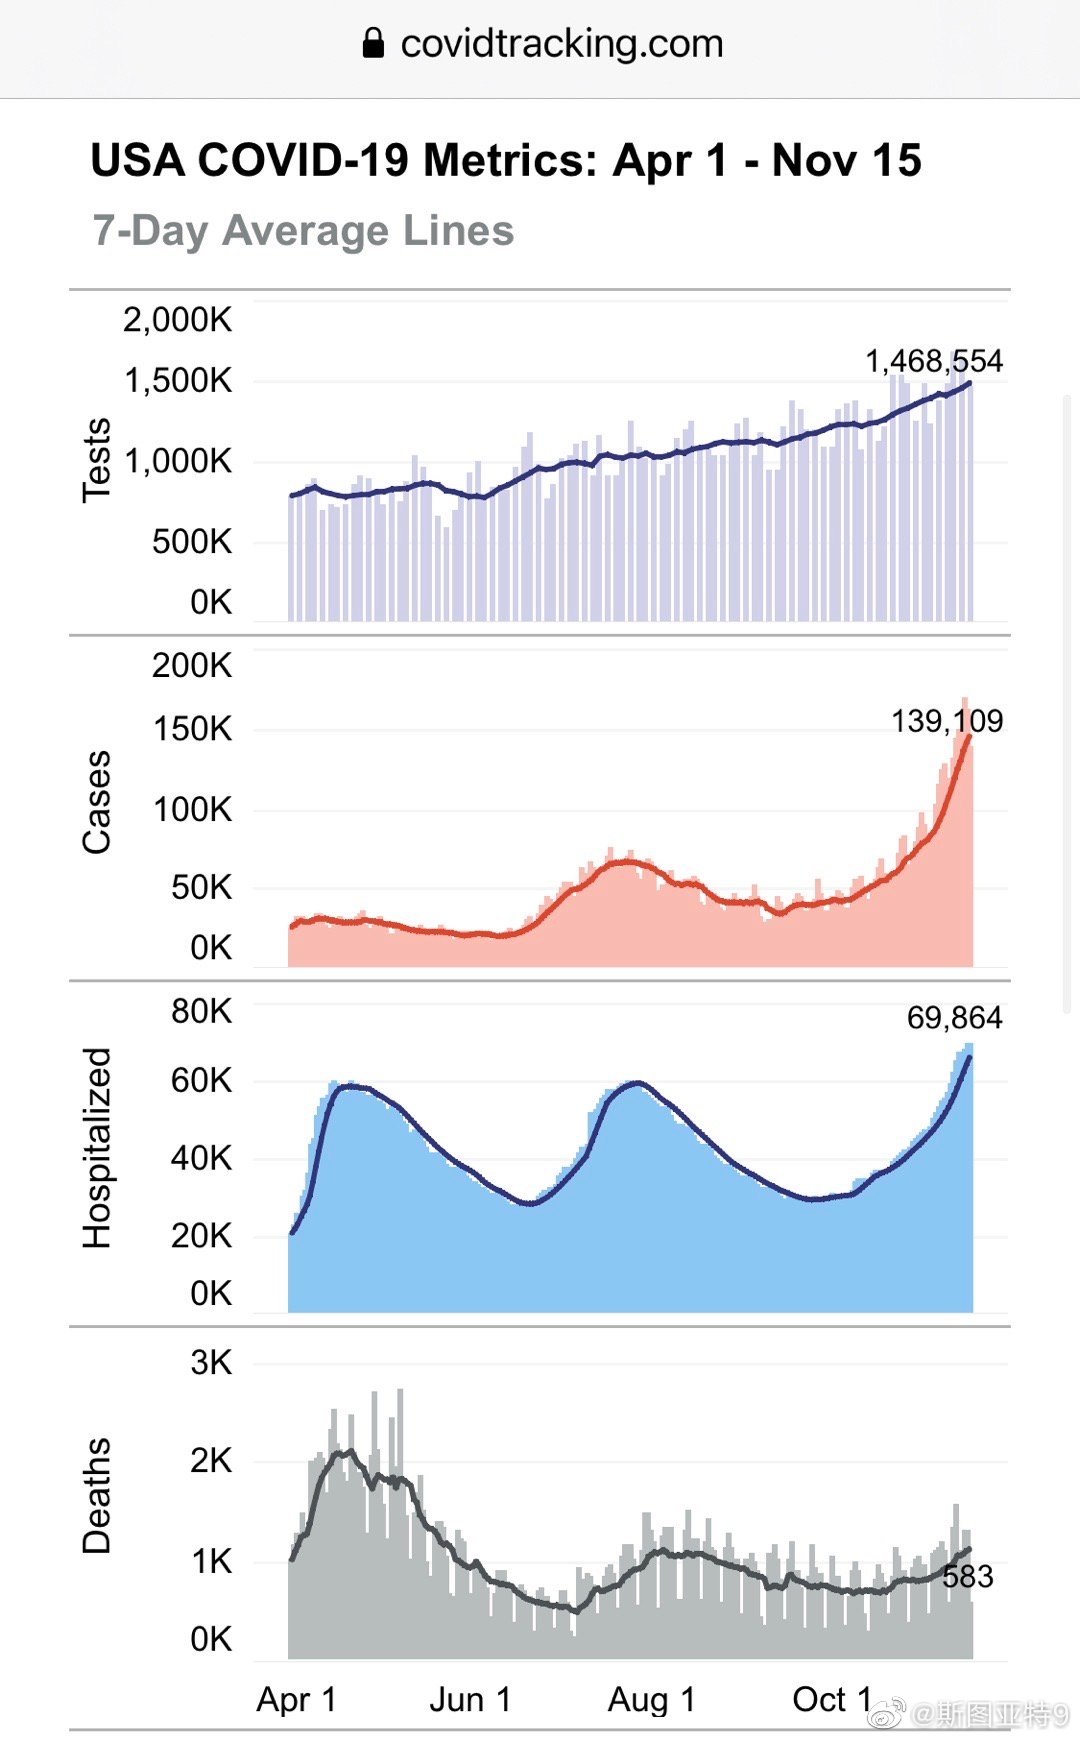 covidtracking.com
USA COVID-19 Metrics: Apr 1 - Nov 15
7-Day Average Lines
Tests
2,000K
1,500K
1,000K
500K
0K
1,468,554
Cases
200K
150K
100K
50K
0K
139,109
Hospitalized
80K
60K
40K
20K
0K
69,864
Deaths
3K
2K
1K
0K
583
Apr 1 Jun 1 Aug 1 Oct 1
@斯图亚特9